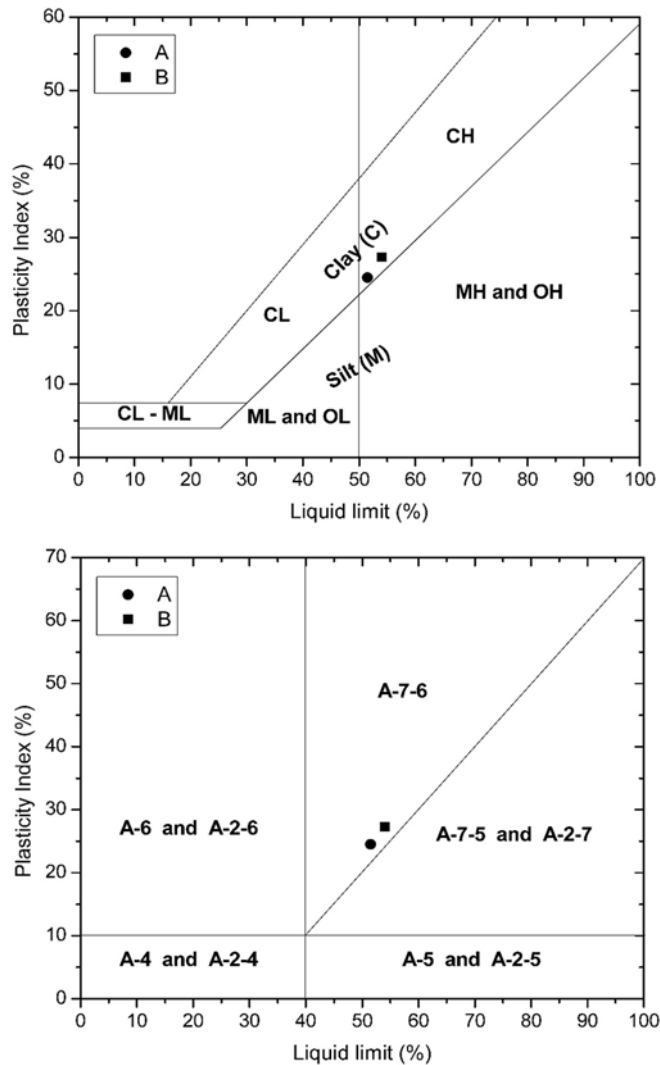 60
50
40
30
20
10
0
Plasticity Index (%)
A
B
CH
Clay (C)
CL
MH and OH
Silt (M)
CL - ML
ML and OL
0 10 20 30 40 50 60 70 80 90 100
Liquid limit (%)
70
60
50
40
30
20
10
0
Plasticity Index (%)
A
B
A-7-6
A-6 and A-2-6
A-7-5 and A-2-7
A-4 and A-2-4
A-5 and A-2-5
0 10 20 30 40 50 60 70 80 90 100
Liquid limit (%)